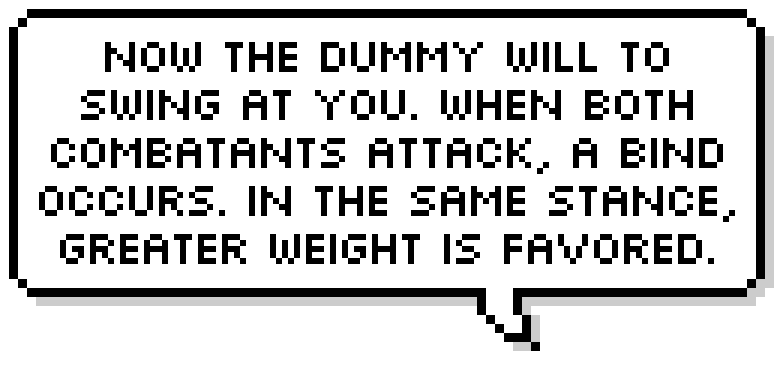 NOW THE DUMMY WILL TO
SWING AT YOU. WHEN BOTH
COMBATANTS ATTACK, A BIND
OCCURS. IN THE SAME STANCE,
GREATER WEIGHT IS FAVORED.